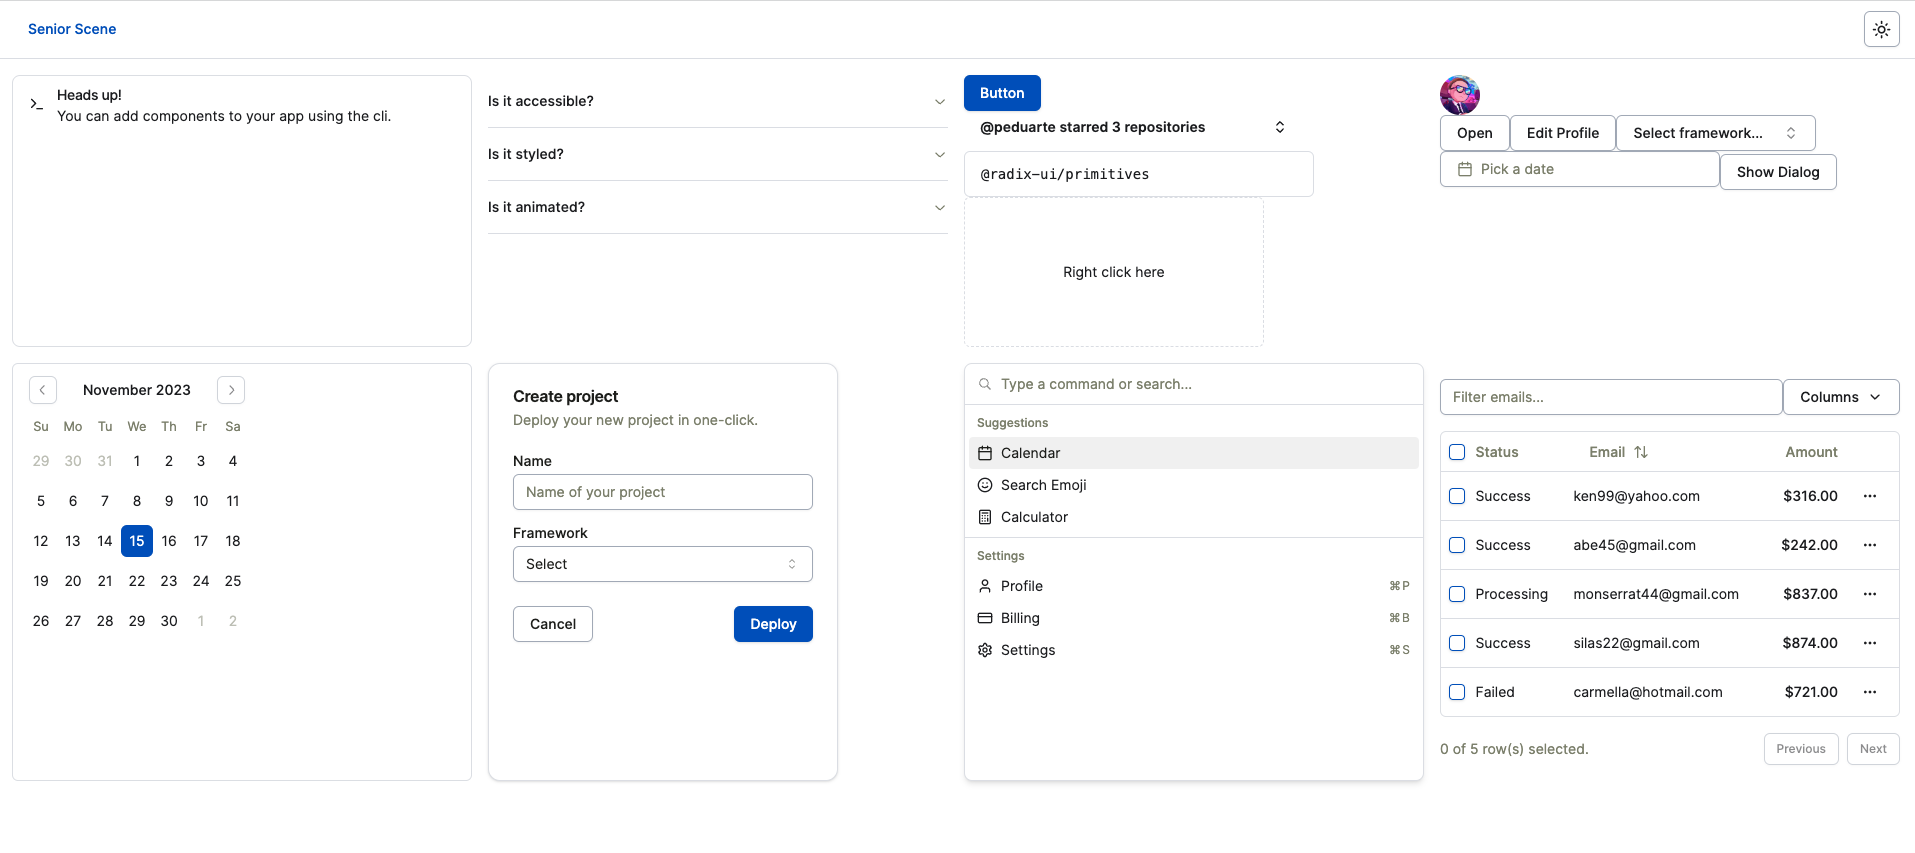 Senior Scene
Heads up!
You can add components to your app using the cli.
Is it accessible?
Is it styled?
Is it animated?
Button
@peduarte starred 3 repositories
@radix-ui/primitives
Right click here
Open
Edit Profile
Select framework...
Pick a date
Show Dialog
November 2023
Su Mo Tu We Th Fr Sa
29 30 31 1 2 3 4
5 6 7 8 9 10 11
12 13 14 15 16 17 18
19 20 21 22 23 24 25
26 27 28 29 30 1 2
Create project
Deploy your new project in one-click.
Name
Name of your project
Framework
Select
Cancel
Deploy
Type a command or search...
Suggestions
Calendar
Search Emoji
Calculator
Settings
Profile ⌘P
Billing ⌘B
Settings ⌘S
Filter emails...
Columns
Status Email Amount
Success ken99@yahoo.com $316.00
Success abe45@gmail.com $242.00
Processing monserrat44@gmail.com $837.00
Success silas22@gmail.com $874.00
Failed carmella@hotmail.com $721.00
0 of 5 row(s) selected.
Previous
Next